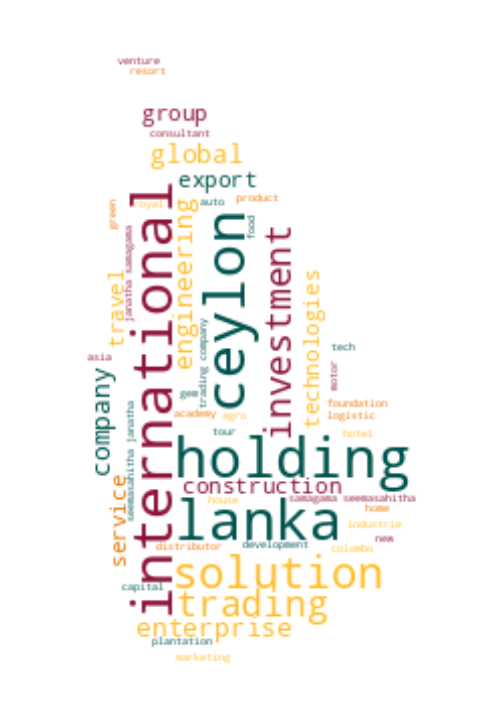 venture
resort
group
consultant
global
export
product
auto
royal
green
international
engineering
ceylon
food
investment
janatha samagama
travel
technologies
trading company
tech
asia
company
motor
gem
academy
agro
foundation
logistic
seemasahitha janatha
tour
hotel
holding
service
construction
house
samagama seemasahitha
home
lanka
industrie
new
distributor
development
colombo
solution
capital
trading
enterprise
plantation
marketing